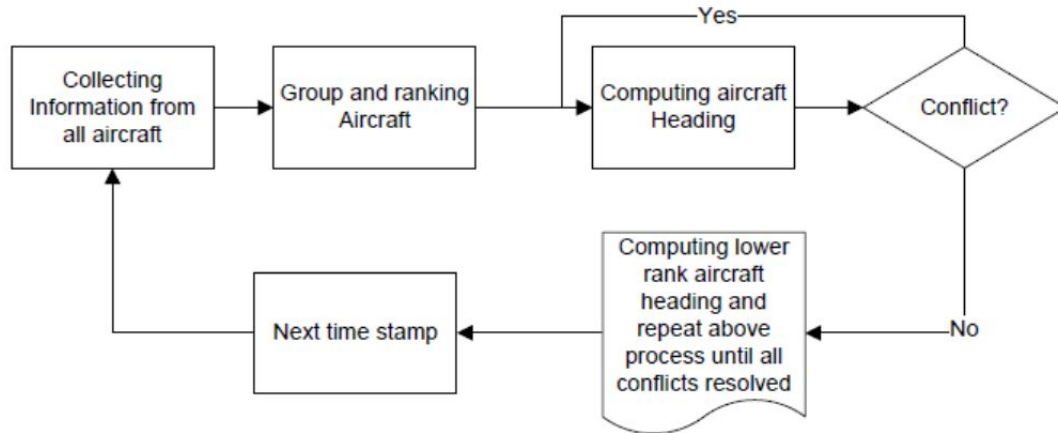 Yes
Collecting
Information from
all aircraft
Group and ranking
Aircraft
Computing aircraft
Heading
Conflict?
Computing lower
rank aircraft
heading and
repeat above
process until all
conflicts resolved
Next time stamp
No